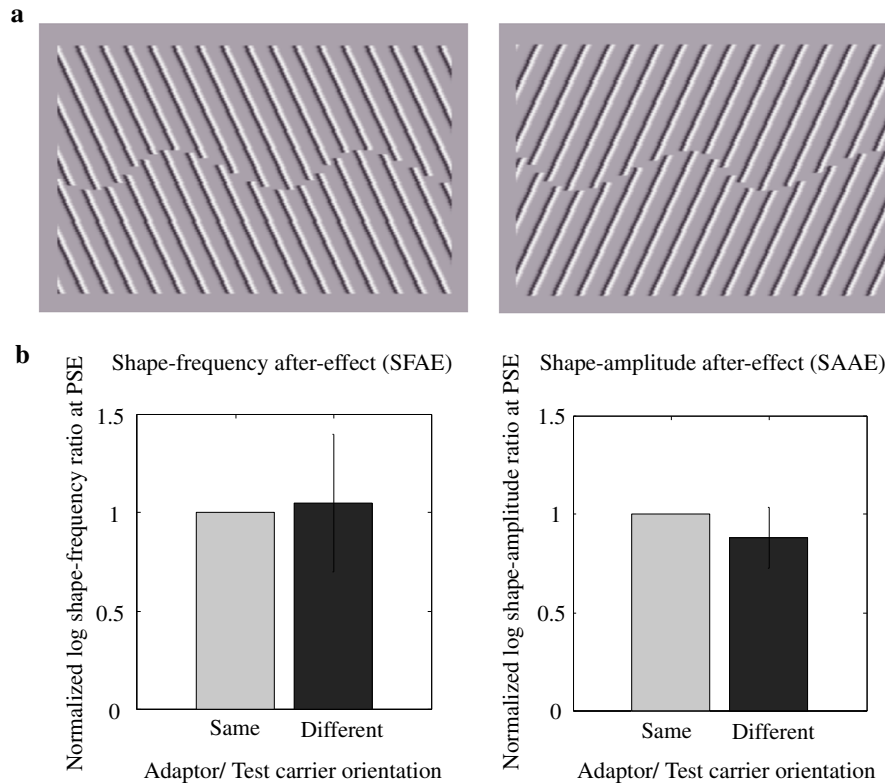 a
b
Shape-frequency after-effect (SFAE)
Normalized log shape-frequency ratio at PSE
1.5
1
0.5
0
Same Different
Adaptor/ Test carrier orientation
Shape-amplitude after-effect (SAAE)
Normalized log shape-amplitude ratio at PSE
1.5
1
0.5
0
Same Different
Adaptor/ Test carrier orientation